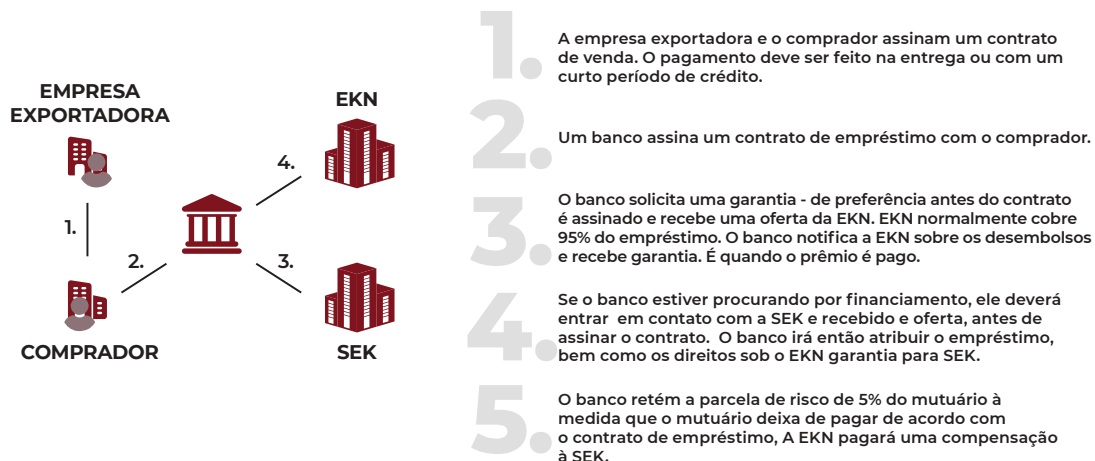 EMPRESA
EXPORTADORA
EKN
4.
1.
2.
3.
COMPRADOR
SEK
1.
A empresa exportadora e o comprador assinam um contrato
de venda. O pagamento deve ser feito na entrega ou com um
curto período de crédito.
2.
Um banco assina um contrato de empréstimo com o comprador.
3.
O banco solicita uma garantia - de preferência antes do contrato
é assinado e recebe uma oferta da EKN. EKN normalmente cobre
95% do empréstimo. O banco notifica a EKN sobre os desembolsos
e recebe garantia. É quando o prêmio é pago.
4.
Se o banco estiver procurando por financiamento, ele deverá
entrar em contato com a SEK e recebido e oferta, antes de
assinar o contrato. O banco irá então atribuir o empréstimo,
bem como os direitos sob o EKN garantia para SEK.
5.
O banco retém a parcela de risco de 5% do mutuário à
medida que o mutuário deixa de pagar de acordo com
o contrato de empréstimo, A EKN pagará uma compensação
à SEK.